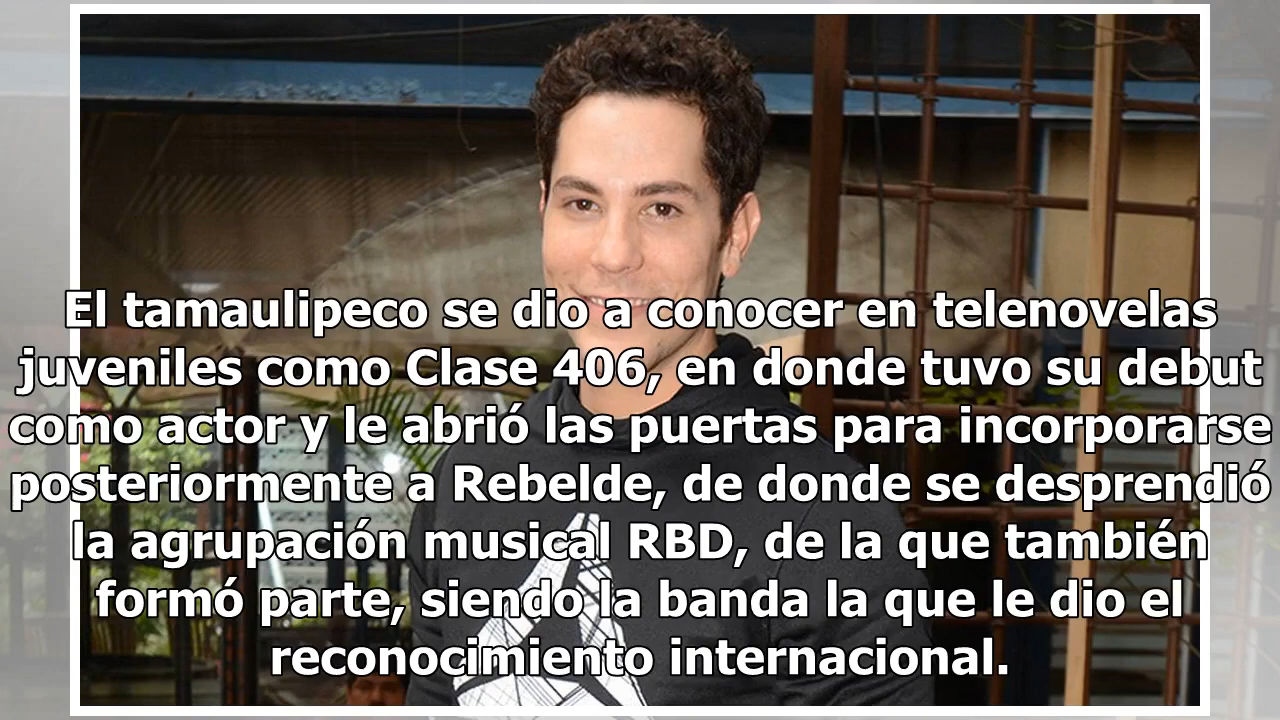 El tamaulipeco se dio a conocer en telenovelas
juveniles como Clase 406, en donde tuvo su debut
como actor y le abrió las puertas para incorporarse
posteriormente a Rebelde, de donde se desprendió
la agrupación musical RBD, de la que también
formó parte, siendo la banda la que le dio el
reconocimiento internacional.